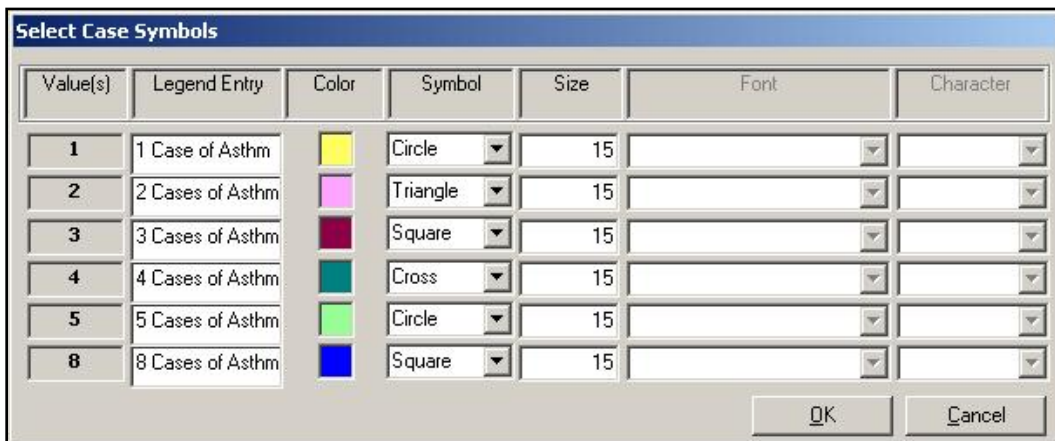 Select Case Symbols
Value(s) Legend Entry Color Symbol Size Font Character
1 1 Case of Asthm Circle 15
2 2 Cases of Asthm Triangle 15
3 3 Cases of Asthm Square 15
4 4 Cases of Asthm Cross 15
5 5 Cases of Asthm Circle 15
8 8 Cases of Asthm Square 15
OK Cancel